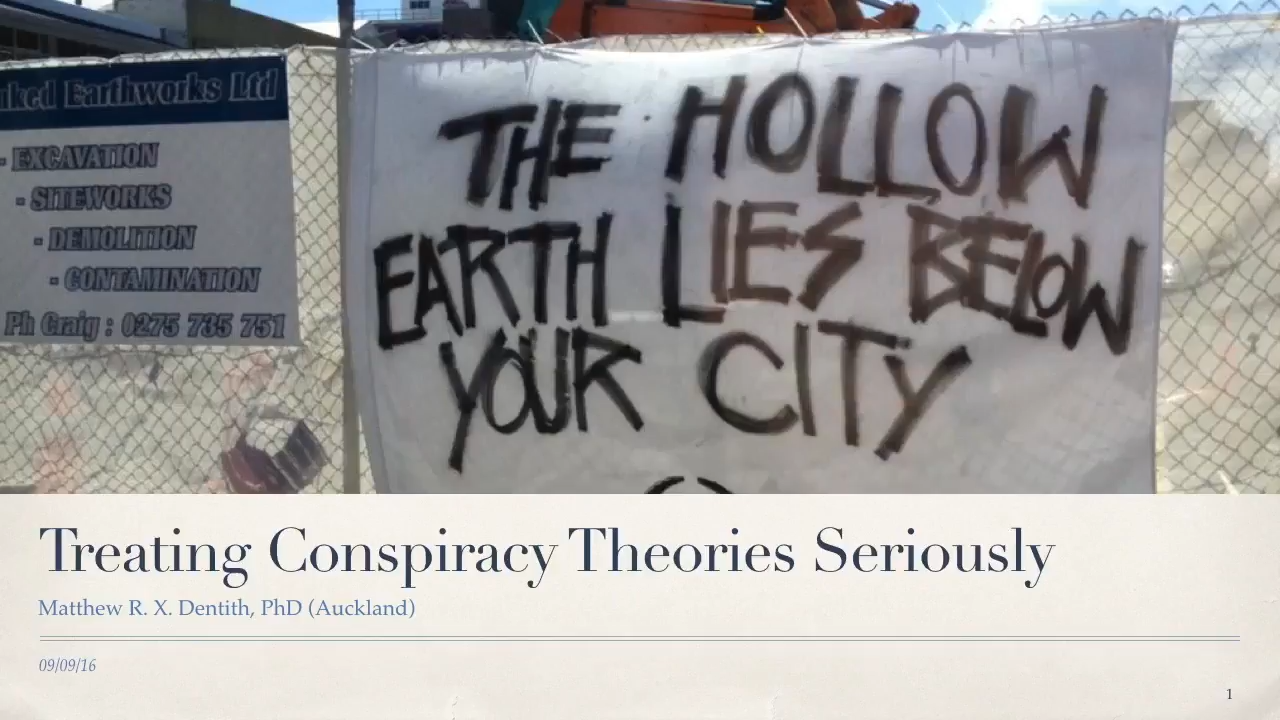 Earthworks Ltd
- EXCAVATION
- SITEWORKS
- DEMOLITION
- CONTAMINATION
Ph Craig : 0275 735 751
THE HOLLOW
EARTH LIES BELOW
YOUR CITY
Treating Conspiracy Theories Seriously
Matthew R. X. Dentith, PhD (Auckland)
09/09/16
1